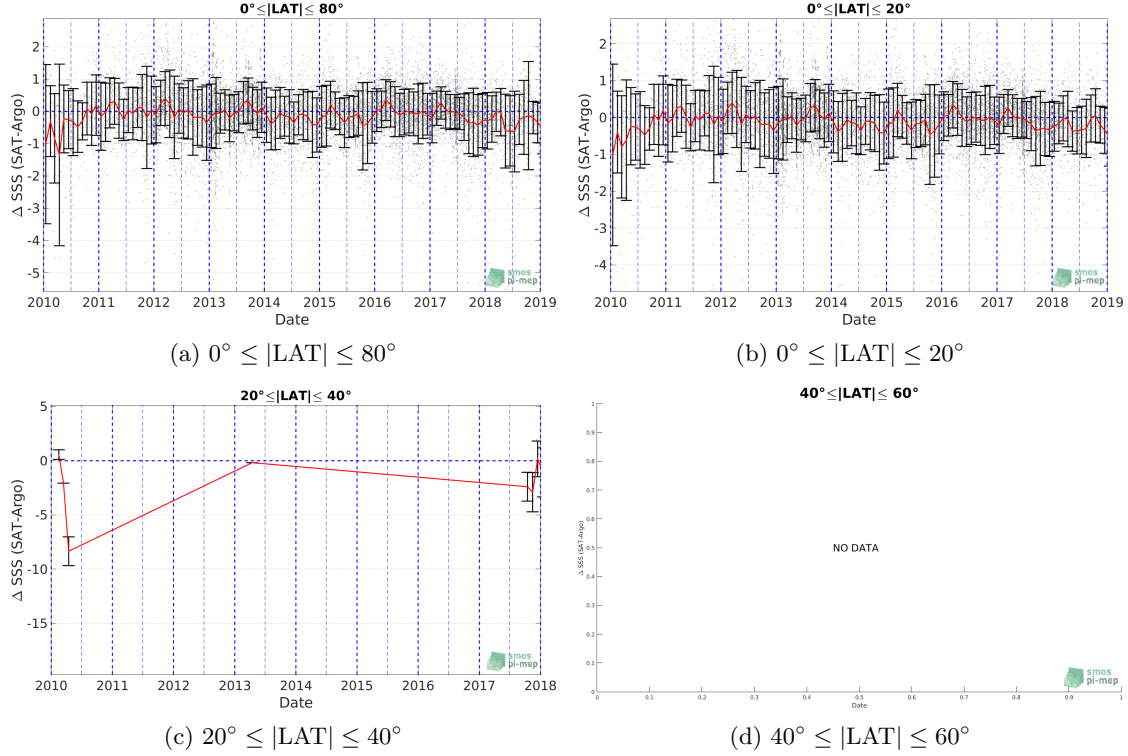 0°≤|LAT|≤ 80°
Δ SSS (SAT-Argo)
2
1
0
-1
-2
-3
-4
-5
2010 2011 2012 2013 2014 2015 2016 2017 2018 2019
Date
smos
pi-mep
(a) 0° ≤ |LAT| ≤ 80°
0°≤|LAT|≤ 20°
Δ SSS (SAT-Argo)
2
1
0
-1
-2
-3
-4
2010 2011 2012 2013 2014 2015 2016 2017 2018 2019
Date
smos
pi-mep
(b) 0° ≤ |LAT| ≤ 20°
20°≤|LAT|≤ 40°
Δ SSS (SAT-Argo)
5
0
-5
-10
-15
2010 2011 2012 2013 2014 2015 2016 2017 2018
Date
smos
pi-mep
(c) 20° ≤ |LAT| ≤ 40°
40°≤|LAT|≤ 60°
Δ SSS (SAT-Argo)
1
0.9
0.8
0.7
0.6
0.5
0.4
0.3
0.2
0.1
0
NO DATA
0 0.1 0.2 0.3 0.4 0.5 0.6 0.7 0.8 0.9 1
Date
smos
pi-mep
(d) 40° ≤ |LAT| ≤ 60°